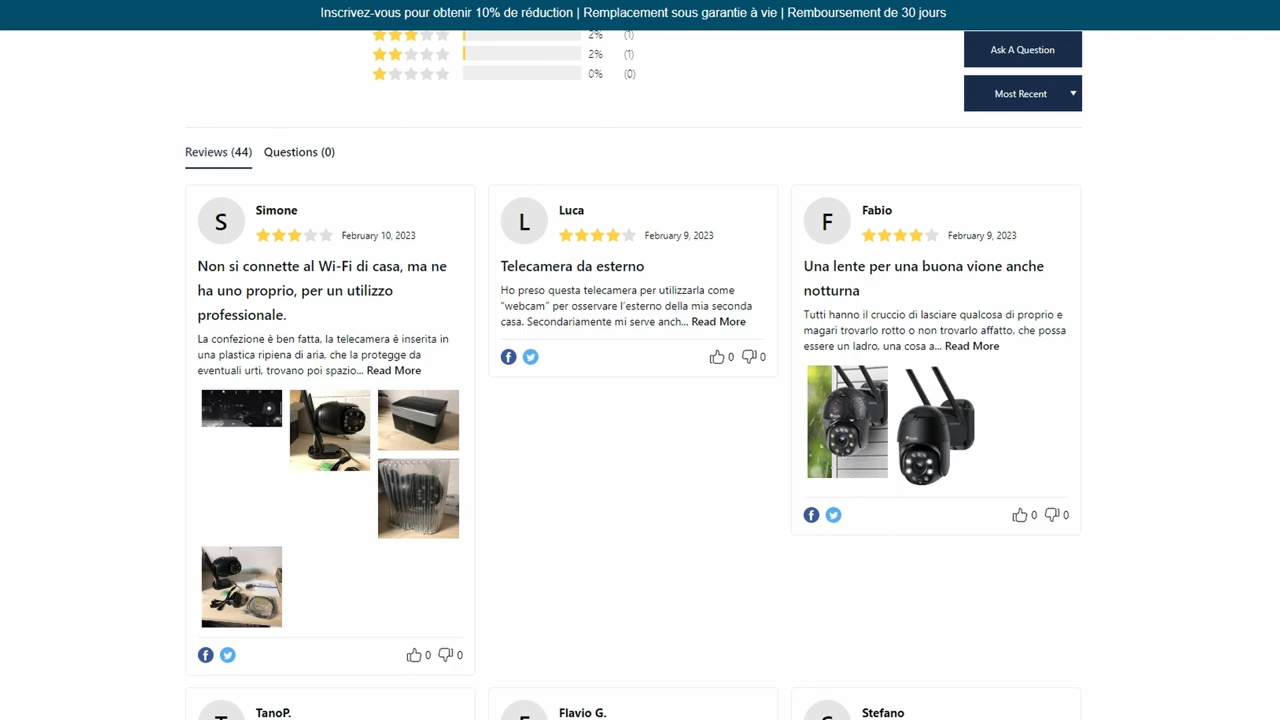 Inscrivez-vous pour obtenir 10% de réduction | Remplacement sous garantie à vie | Remboursement de 30 jours
2% (1)
2% (1)
0% (0)
Ask A Question
Most Recent
Reviews (44) Questions (0)
S
Simone
February 10, 2023
Non si connette al Wi-Fi di casa, ma ne
ha uno proprio, per un utilizzo
professionale.
La confezione è ben fatta, la telecamera è inserita in
una plastica ripiena di aria, che la protegge da
eventuali urti, trovano poi spazio... Read More
0 0
L
Luca
February 9, 2023
Telecamera da esterno
Ho preso questa telecamera per utilizzarla come
“webcam” per osservare l’esterno della mia seconda
casa. Secondariamente mi serve anch... Read More
0 0
F
Fabio
February 9, 2023
Una lente per una buona vione anche
notturna
Tutti hanno il cruccio di lasciare qualcosa di proprio e
magari trovarlo rotto o non trovarlo affatto, che possa
essere un ladro, una cosa a... Read More
0 0
TanoP.
Flavio G.
Stefano